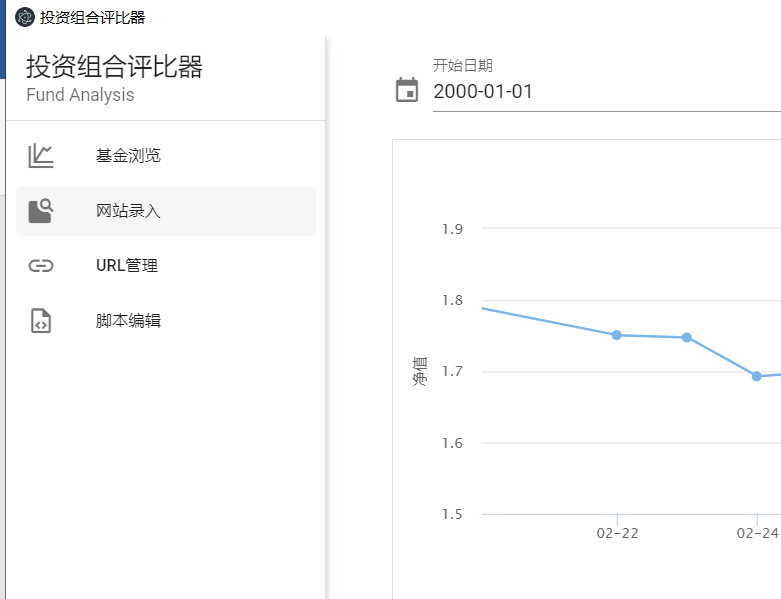 投资组合评比器
投资组合评比器
Fund Analysis
基金浏览
网站录入
URL管理
脚本编辑
开始日期
2000-01-01
1.9
1.8
1.7
1.6
1.5
净值
02-22
02-24